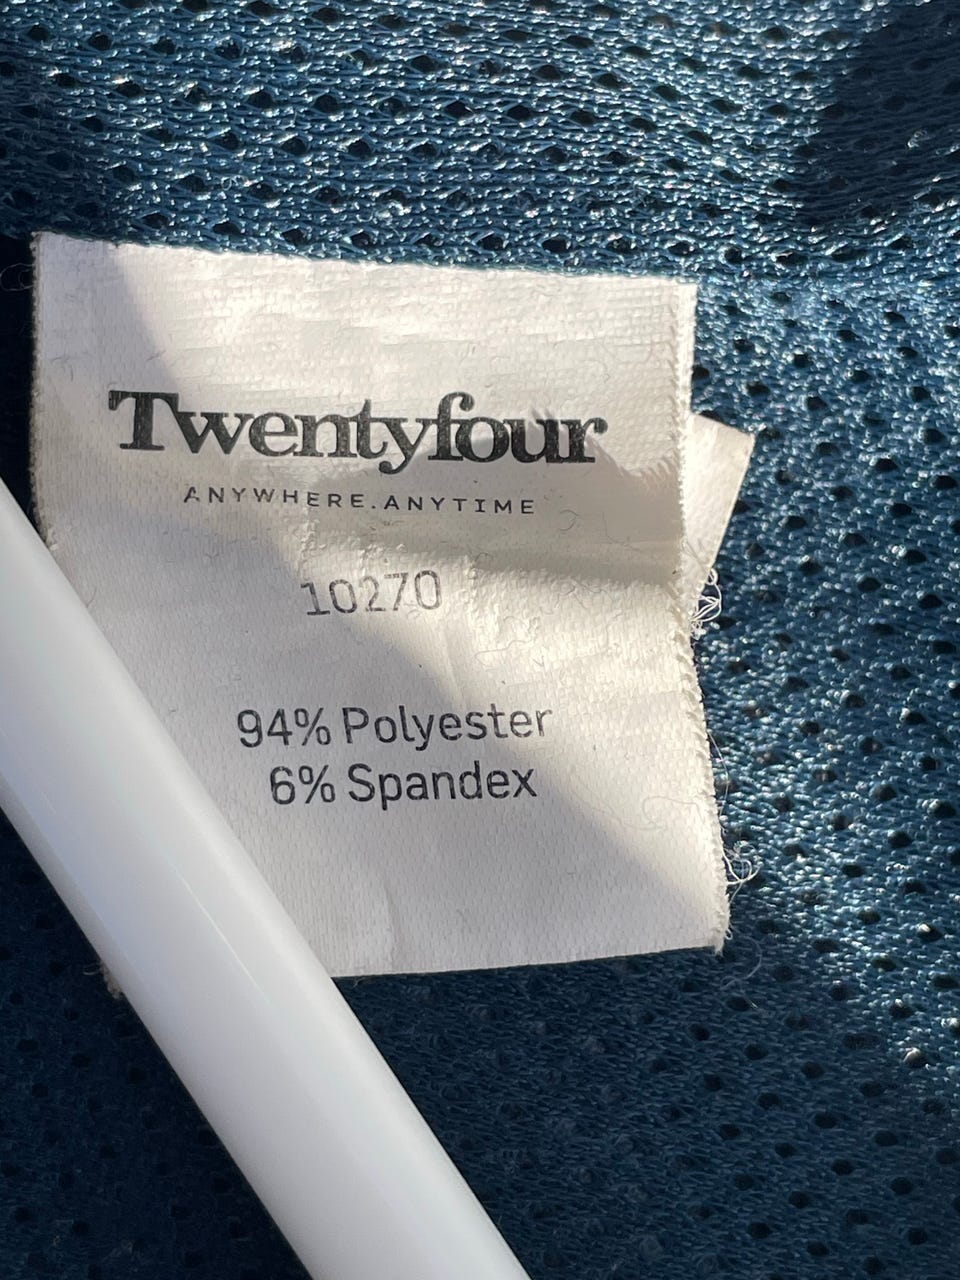 Twentyfour
ANYWHERE.ANYTIME
10270
94% Polyester
6% Spandex